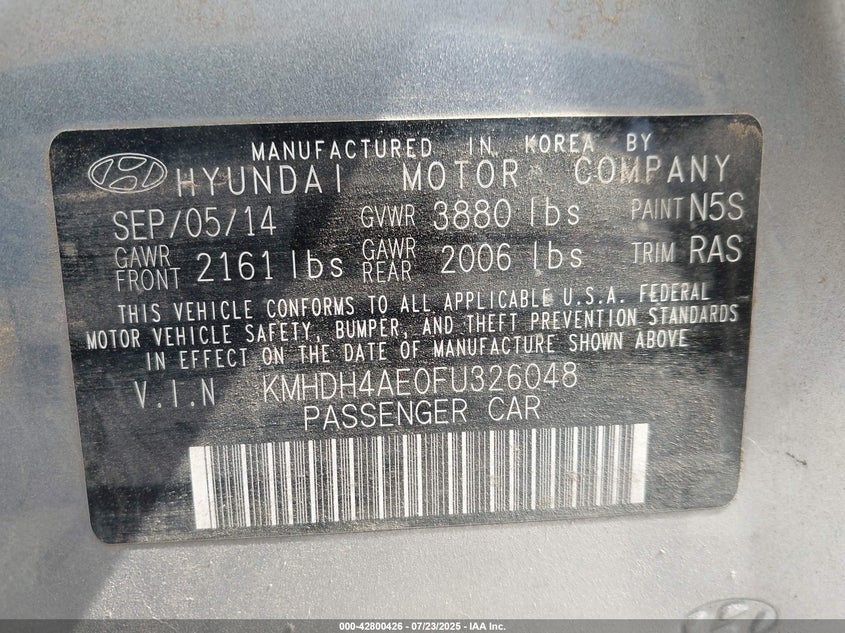 MANUFACTURED IN KOREA BY
HYUNDAI MOTOR COMPANY
SEP/05/14 GVWR 3880 lbs PAINT N5S
GAWR FRONT 2161 lbs GAWR REAR 2006 lbs TRIM RAS
THIS VEHICLE CONFORMS TO ALL APPLICABLE U.S.A. FEDERAL
MOTOR VEHICLE SAFETY, BUMPER, AND THEFT PREVENTION STANDARDS
IN EFFECT ON THE DATE OF MANUFACTURE SHOWN ABOVE
V.I.N KMHDH4AE0FU326048
PASSENGER CAR
000-42800426 - 07/23/2025 - IAA Inc.